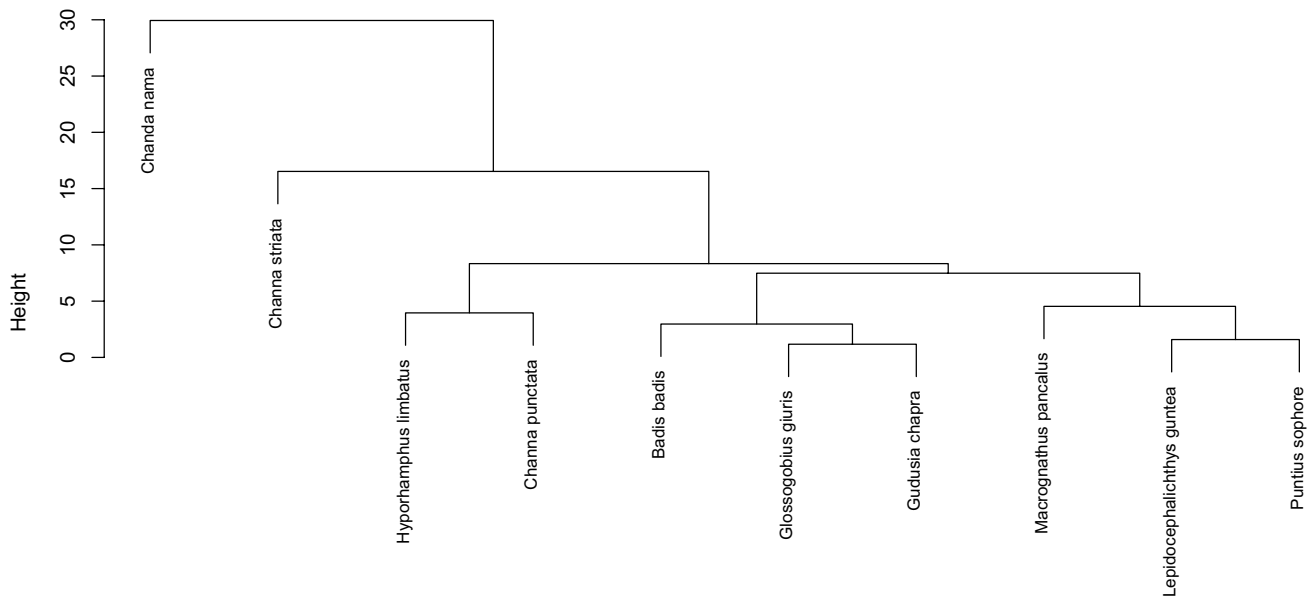 30
25
20
15
10
5
0
Height
Chanda nama
Channa striata
Hyporhamphus limbatus
Channa punctata
Badis badis
Glossogobius giuris
Gudusia chapra
Macrognathus pancalus
Lepidocephalichthys guntea
Puntius sophore